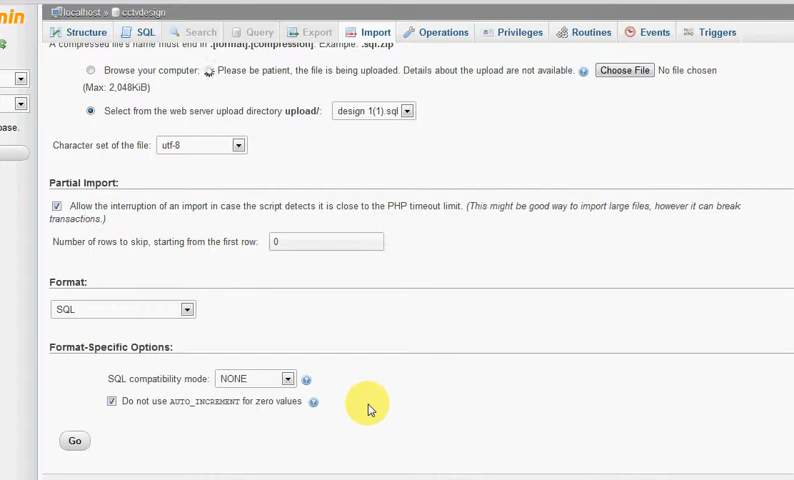 localhost » cctvdesign
Structure SQL Search Query Export Import Operations Privileges Routines Events Triggers
A compressed file's name must end in .[format].[compression]. Example: .sql.zip
Browse your computer: Please be patient, the file is being uploaded. Details about the upload are not available. Choose File No file chosen
(Max: 2,048KiB)
Select from the web server upload directory upload/: design 1(1).sql
Character set of the file: utf-8
Partial Import:
Allow the interruption of an import in case the script detects it is close to the PHP timeout limit. (This might be good way to import large files, however it can break
transactions.)
Number of rows to skip, starting from the first row: 0
Format:
SQL
Format-Specific Options:
SQL compatibility mode: NONE
Do not use AUTO_INCREMENT for zero values
Go